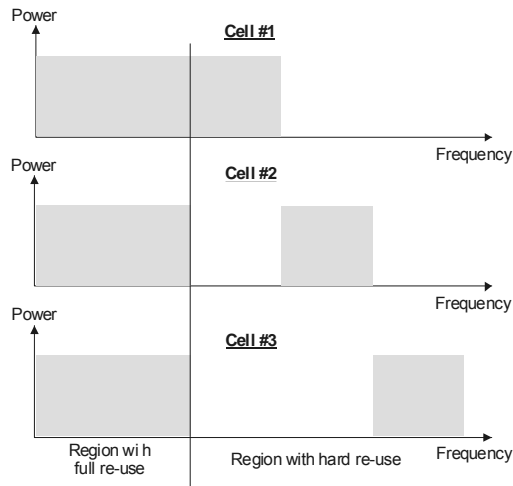 Power
Cell #1
Frequency
Power
Cell #2
Frequency
Power
Cell #3
Frequency
Region wi h
full re-use
Region with hard re-use